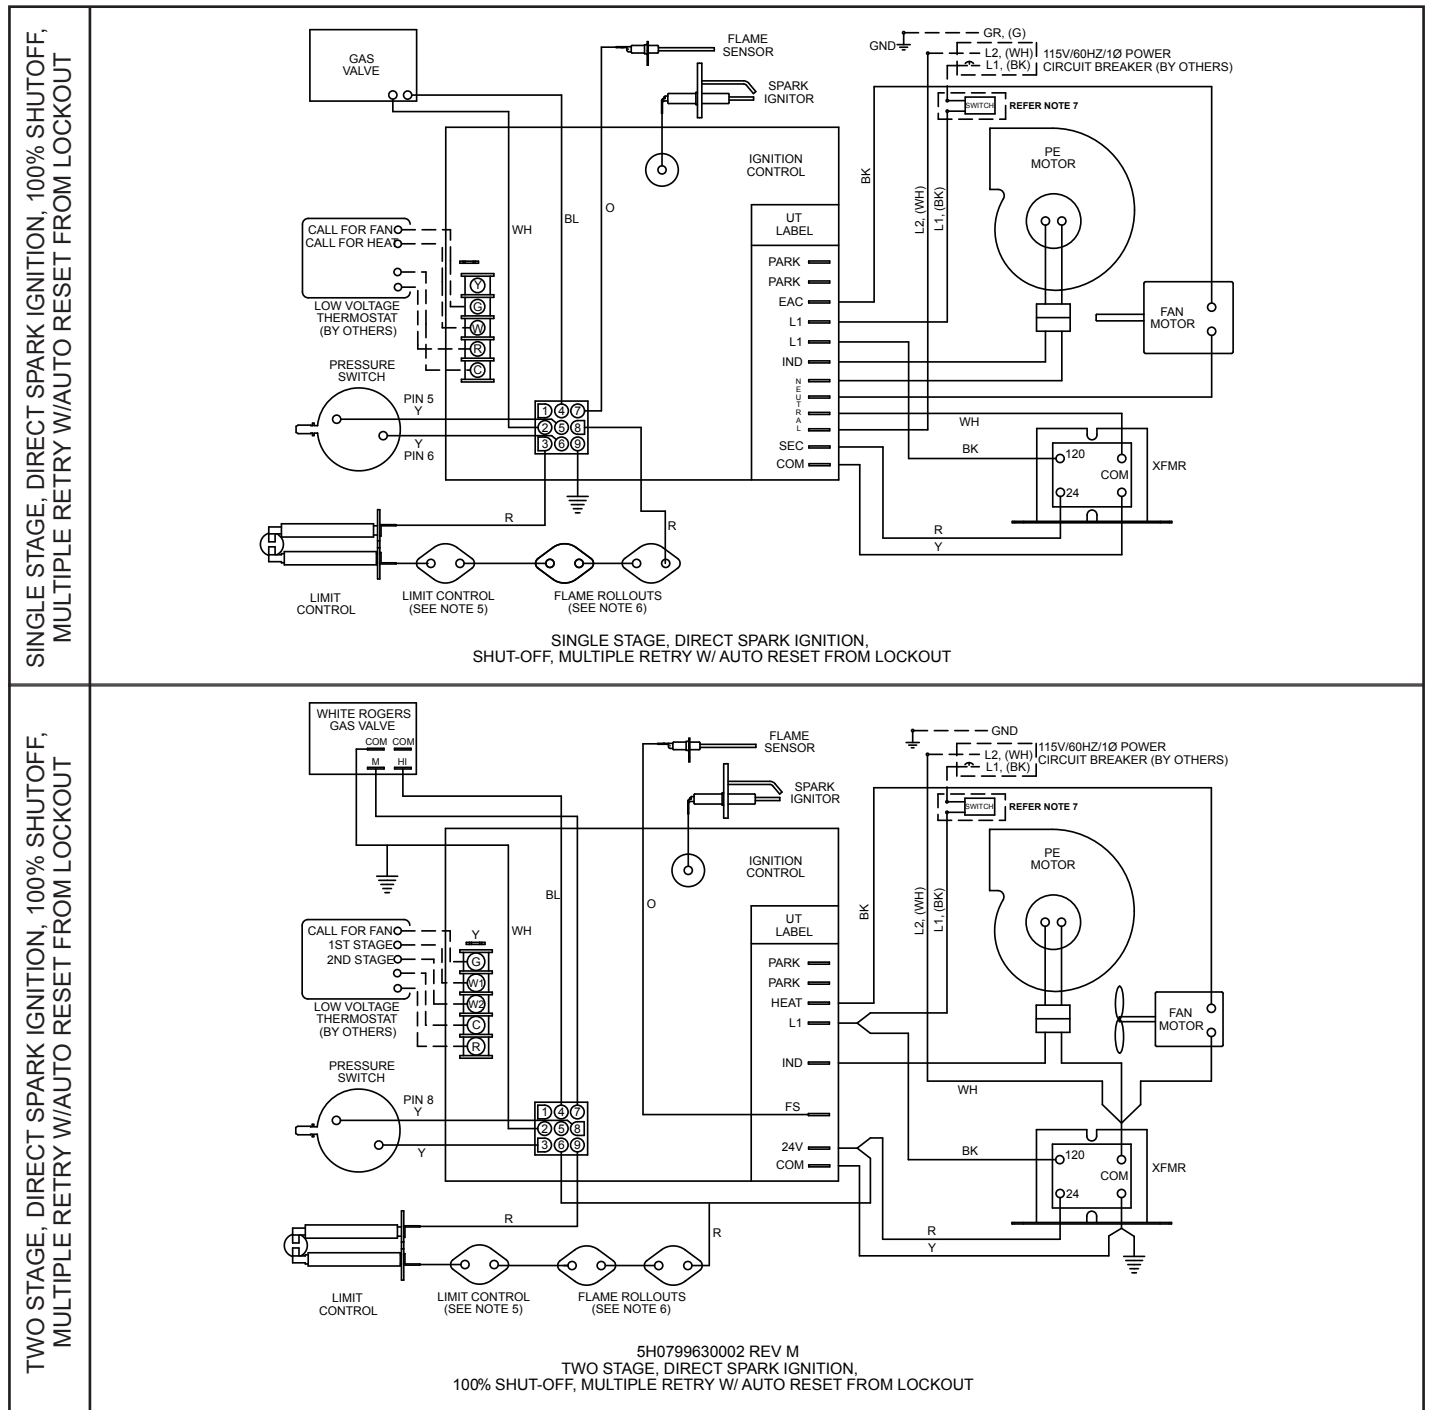 SINGLE STAGE, DIRECT SPARK IGNITION, 100% SHUTOFF,
MULTIPLE RETRY W/AUTO RESET FROM LOCKOUT
GAS
VALVE
FLAME
SENSOR
SPARK
IGNITOR
GND
GR, (G)
L2, (WH)
L1, (BK)
115V/60HZ/1Ø POWER
CIRCUIT BREAKER (BY OTHERS)
SWITCH
REFER NOTE 7
IGNITION
CONTROL
PE
MOTOR
BK
L2, (WH)
L1, (BK)
O
BL
WH
UT
LABEL
CALL FOR FAN
CALL FOR HEAT
LOW VOLTAGE
THERMOSTAT
(BY OTHERS)
Y
G
W
R
C
PARK
PARK
EAC
L1
L1
IND
NEUTRAL
SEC
COM
FAN
MOTOR
PRESSURE
SWITCH
PIN 5
Y
Y
PIN 6
1 4 7
2 5 8
3 6 9
WH
BK
120
COM
24
XFMR
R
Y
R
R
LIMIT
CONTROL
LIMIT CONTROL
(SEE NOTE 5)
FLAME ROLLOUTS
(SEE NOTE 6)
SINGLE STAGE, DIRECT SPARK IGNITION,
SHUT-OFF, MULTIPLE RETRY W/ AUTO RESET FROM LOCKOUT
TWO STAGE, DIRECT SPARK IGNITION, 100% SHUTOFF,
MULTIPLE RETRY W/AUTO RESET FROM LOCKOUT
WHITE ROGERS
GAS VALVE
COM COM
M HI
FLAME
SENSOR
SPARK
IGNITOR
GND
L2, (WH)
L1, (BK)
115V/60HZ/1Ø POWER
CIRCUIT BREAKER (BY OTHERS)
SWITCH
REFER NOTE 7
IGNITION
CONTROL
PE
MOTOR
BK
L2, (WH)
L1, (BK)
BL
WH
O
UT
LABEL
CALL FOR FAN
1ST STAGE
2ND STAGE
LOW VOLTAGE
THERMOSTAT
(BY OTHERS)
Y
G
W1
W2
C
R
PARK
PARK
HEAT
L1
IND
FS
24V
COM
FAN
MOTOR
PRESSURE
SWITCH
PIN 8
Y
Y
1 4 7
2 5 8
3 6 9
WH
BK
120
COM
24
XFMR
R
Y
R
R
LIMIT
CONTROL
LIMIT CONTROL
(SEE NOTE 5)
FLAME ROLLOUTS
(SEE NOTE 6)
5H0799630002 REV M
TWO STAGE, DIRECT SPARK IGNITION,
100% SHUT-OFF, MULTIPLE RETRY W/ AUTO RESET FROM LOCKOUT